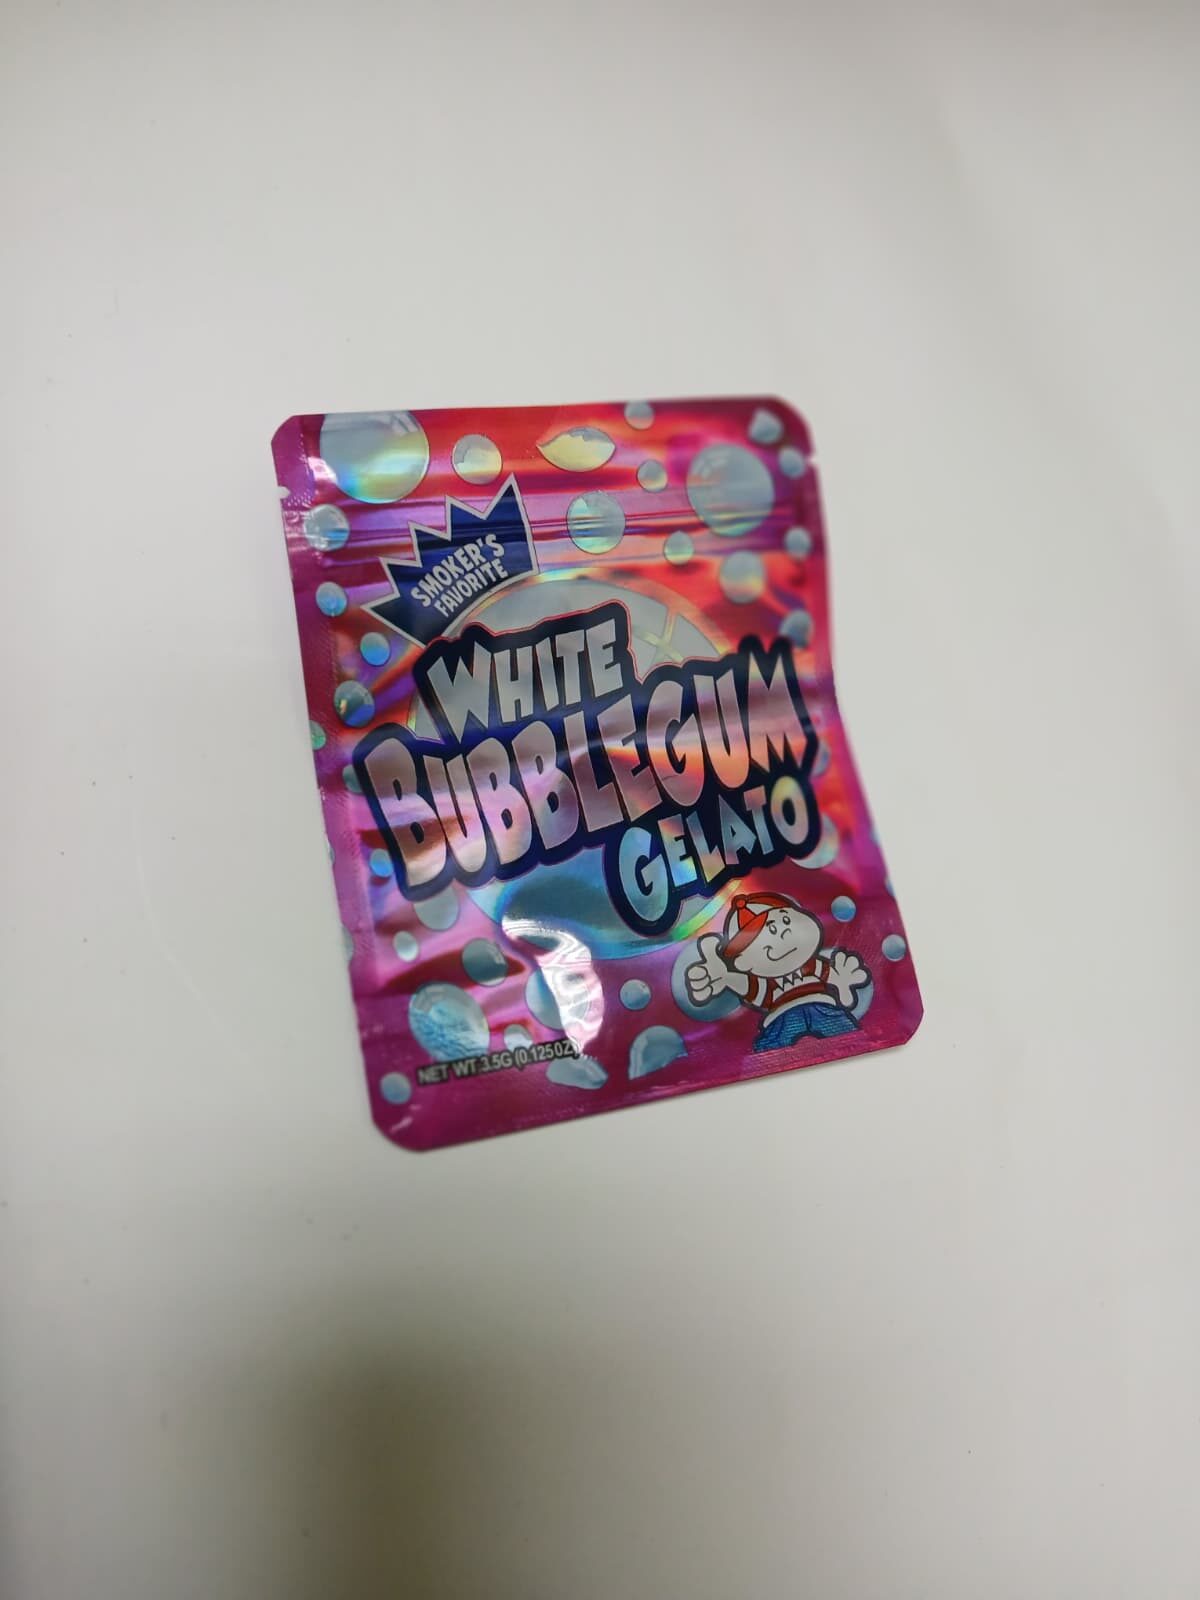 SMOKER'S
FAVORITE
WHITE
BUBBLEGUM
GELATO
NET WT.3.5G (0.125OZ)